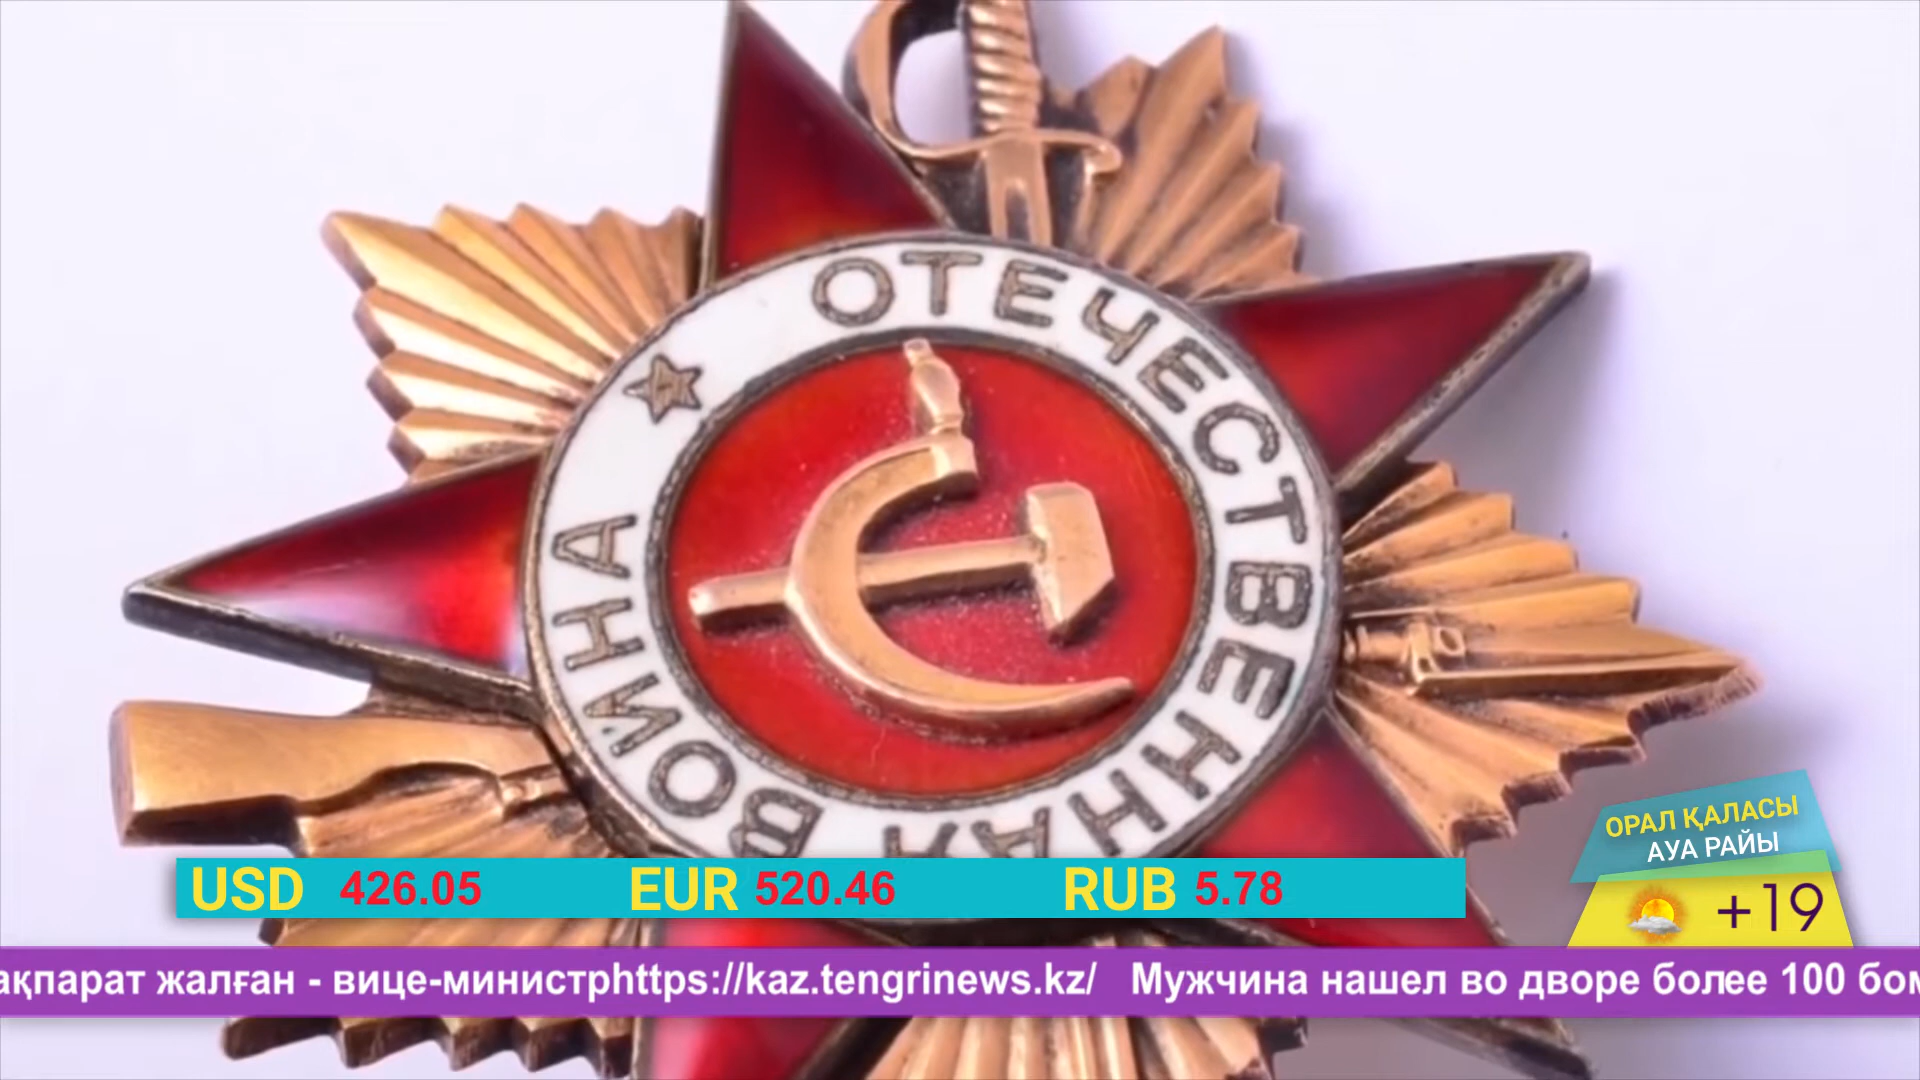 ОТЕЧЕСТВЕННАЯ ВОЙНА
ОРАЛ ҚАЛАСЫ
АУА РАЙЫ
+19
USD 426.05 EUR 520.46 RUB 5.78
жалған - вице-министрhttps://kaz.tengrinews.kz/ Мужчина нашел во дворе более 100